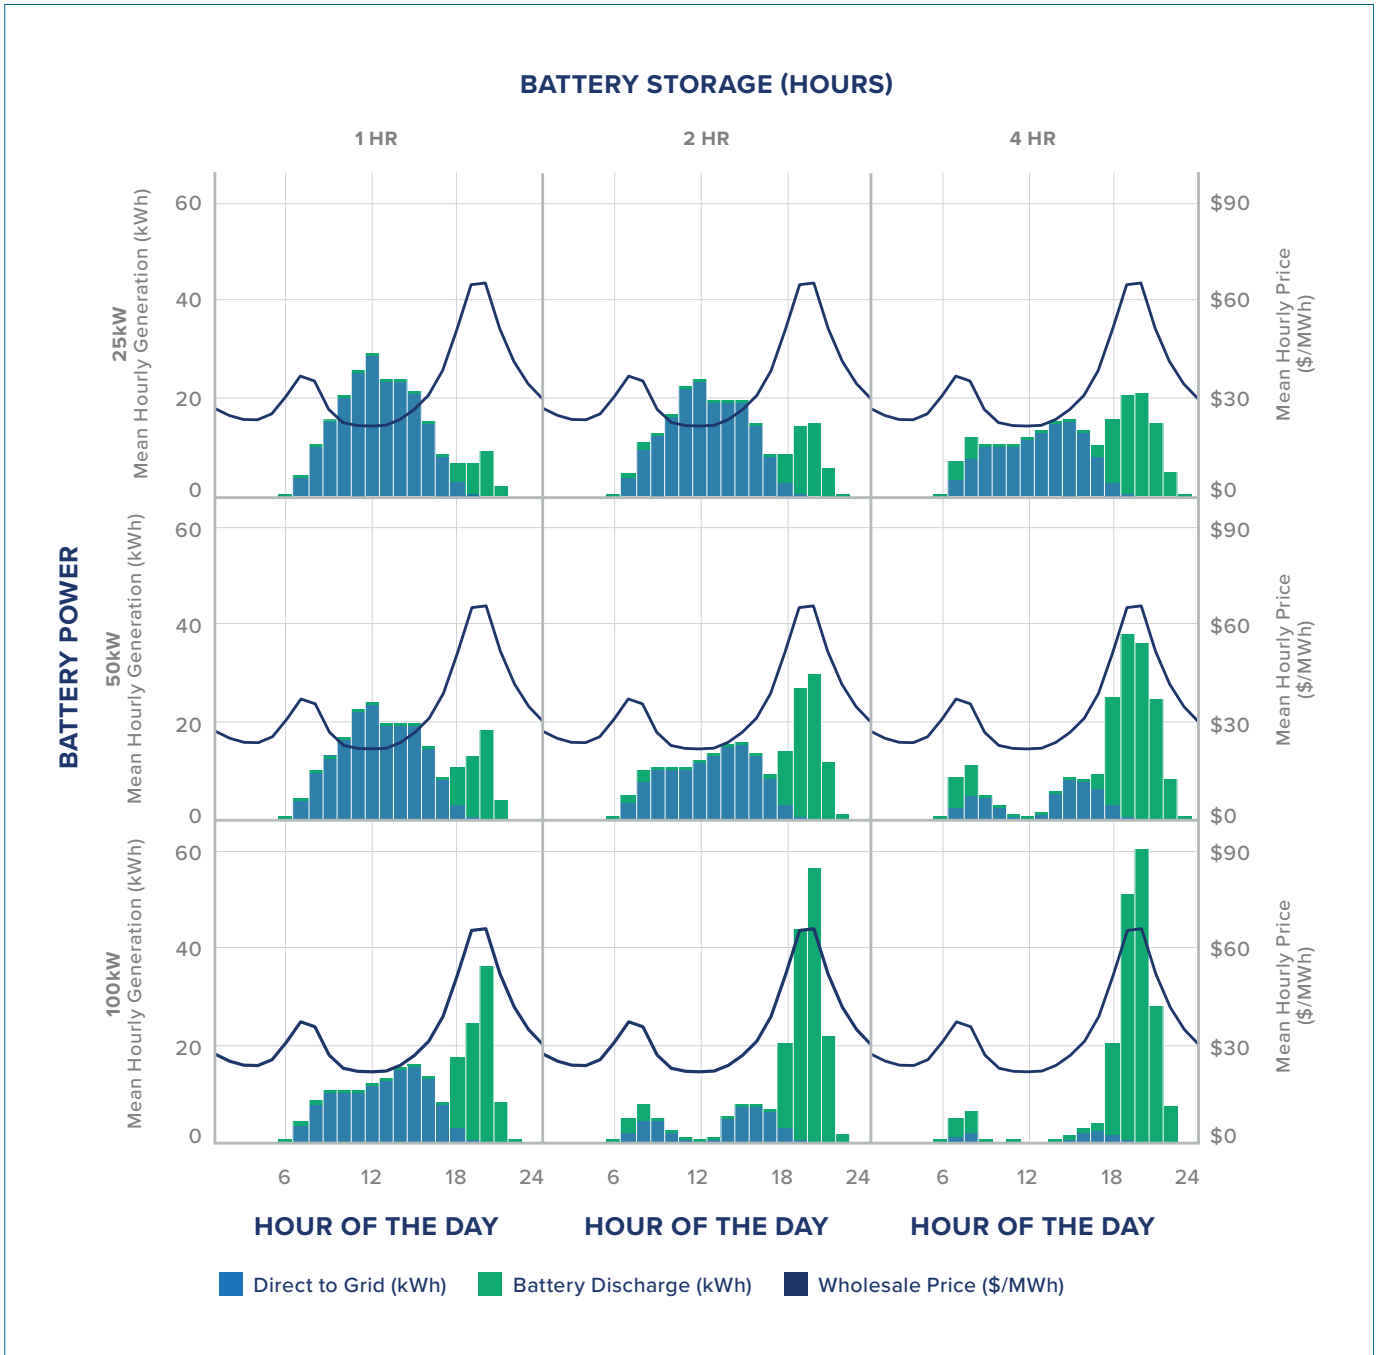 BATTERY STORAGE (HOURS)
1 HR
2 HR
4 HR
BATTERY POWER
25kW
Mean Hourly Generation (kWh)
60
40
20
0
$90
$60
$30
$0
Mean Hourly Price
($/MWh)
50kW
Mean Hourly Generation (kWh)
60
40
20
0
$90
$60
$30
$0
Mean Hourly Price
($/MWh)
100kW
Mean Hourly Generation (kWh)
60
40
20
0
$90
$60
$30
$0
Mean Hourly Price
($/MWh)
6 12 18 24
6 12 18 24
6 12 18 24
HOUR OF THE DAY
HOUR OF THE DAY
HOUR OF THE DAY
Direct to Grid (kWh)
Battery Discharge (kWh)
Wholesale Price ($/MWh)